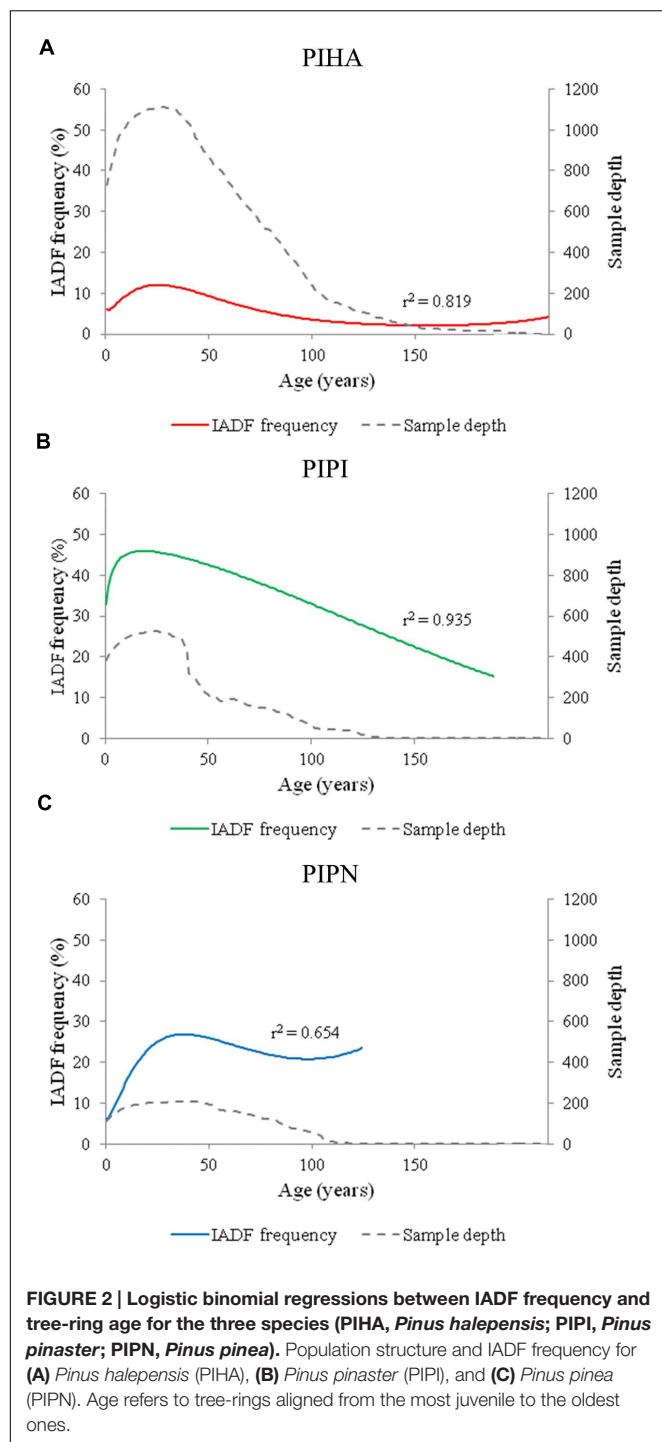 A
PIHA
60
50
40
30
20
10
0
IADF frequency (%)
1200
1000
800
600
400
200
0
Sample depth
r² = 0.819
0 50 100 150
Age (years)
IADF frequency Sample depth
B
PIPI
60
50
40
30
20
10
0
IADF frequency (%)
1200
1000
800
600
400
200
0
Sample depth
r² = 0.935
0 50 100 150
Age (years)
IADF frequency Sample depth
C
PIPN
60
50
40
30
20
10
0
IADF frequency (%)
1200
1000
800
600
400
200
0
Sample depth
r² = 0.654
0 50 100 150
Age (years)
IADF frequency Sample depth
FIGURE 2 | Logistic binomial regressions between IADF frequency and
tree-ring age for the three species (PIHA, Pinus halepensis; PIPI, Pinus
pinaster; PIPN, Pinus pinea). Population structure and IADF frequency for
(A) Pinus halepensis (PIHA), (B) Pinus pinaster (PIPI), and (C) Pinus pinea
(PIPN). Age refers to tree-rings aligned from the most juvenile to the oldest
ones.